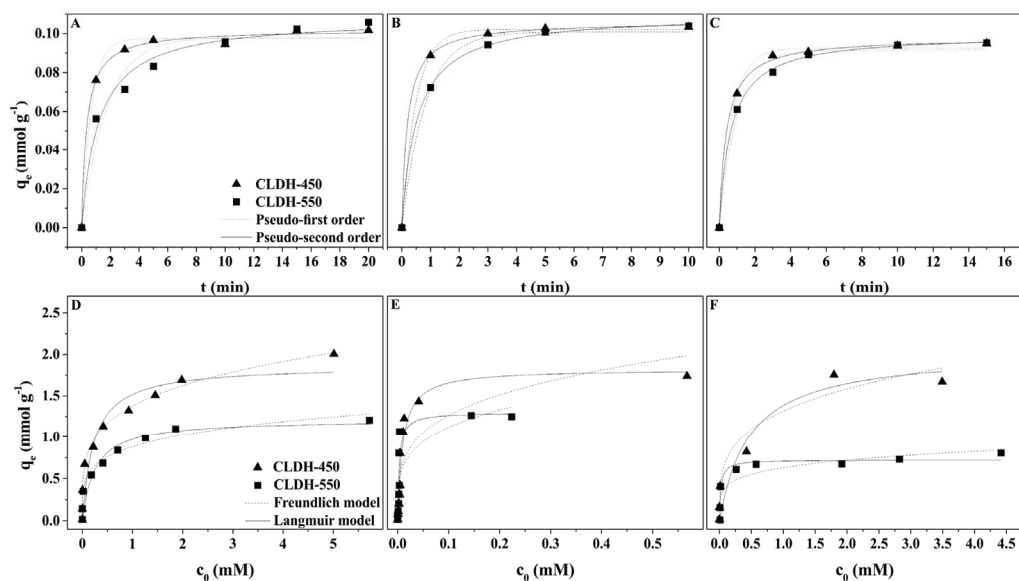 A
B
C
q_e (mmol g⁻¹)
0.10
0.08
0.06
0.04
0.02
0.00
CLDH-450
CLDH-550
Pseudo-first order
Pseudo-second order
0 2 4 6 8 10 12 14 16 18 20
0 1 2 3 4 5 6 7 8 9 10
0 2 4 6 8 10 12 14 16
t (min)
t (min)
t (min)
D
E
F
q_e (mmol g⁻¹)
2.5
2.0
1.5
1.0
0.5
0.0
CLDH-450
CLDH-550
Freundlich model
Langmuir model
0 1 2 3 4 5
0.0 0.1 0.2 0.3 0.4 0.5 0.6
0.0 0.5 1.0 1.5 2.0 2.5 3.0 3.5 4.0 4.5
c₀ (mM)
c₀ (mM)
c₀ (mM)